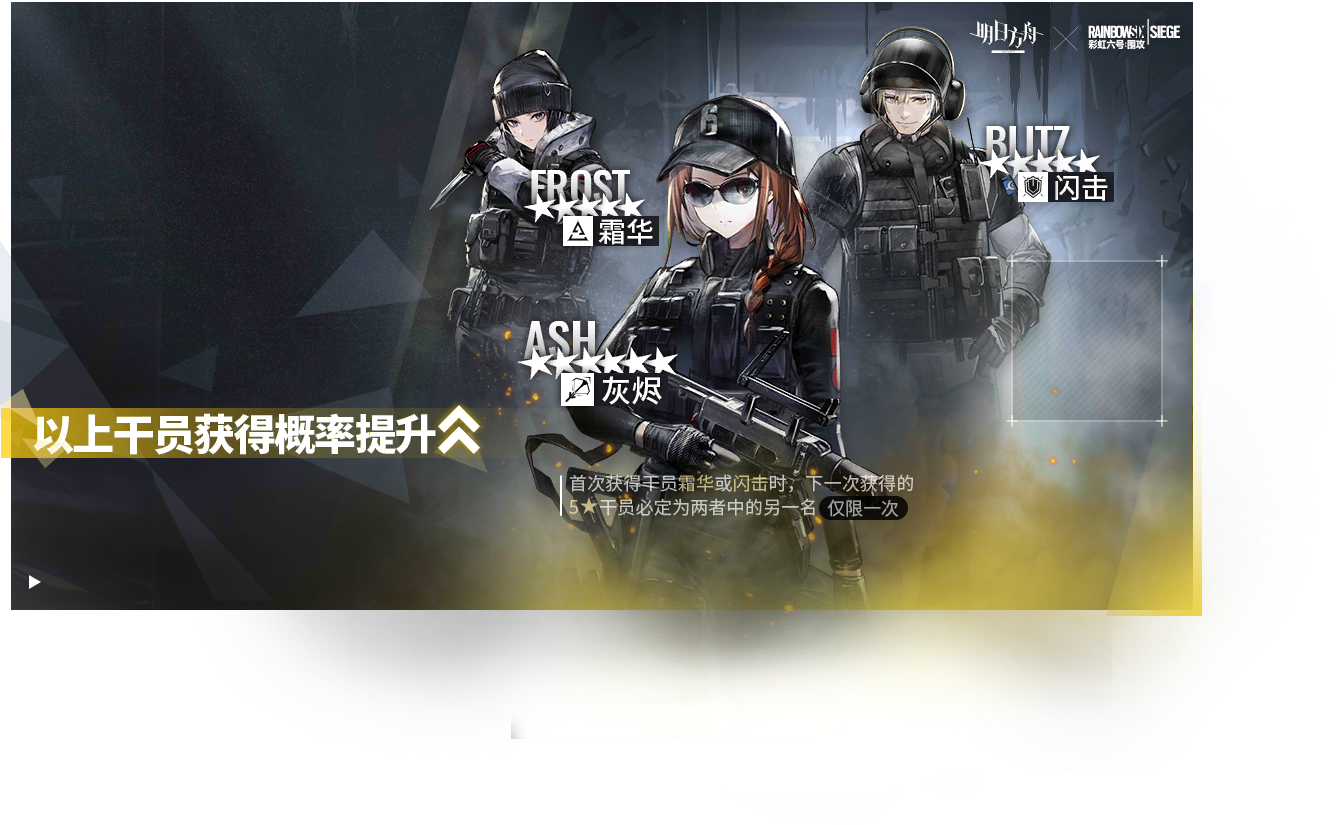 明日方舟
RAINBOW SIX SIEGE
彩虹六号:围攻
6
BLITZ
★★★★★
闪击
FROST
★★★★★
霜华
ASH
★★★★★★
灰烬
以上干员获得概率提升
首次获得干员霜华或闪击时，下一次获得的
5★干员必定为两者中的另一名 仅限一次